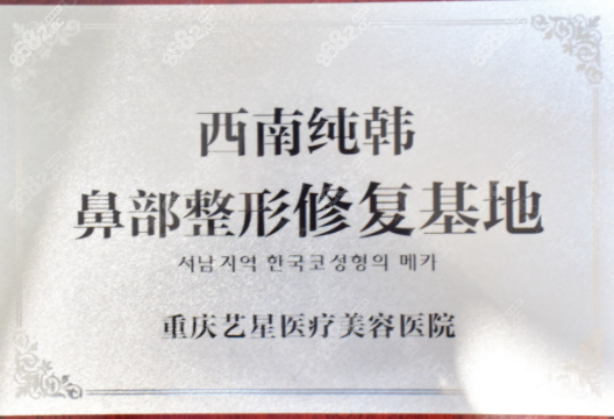 西南纯韩
鼻部整形修复基地
서남지역 한국코성형의 메카
重庆艺星医疗美容医院